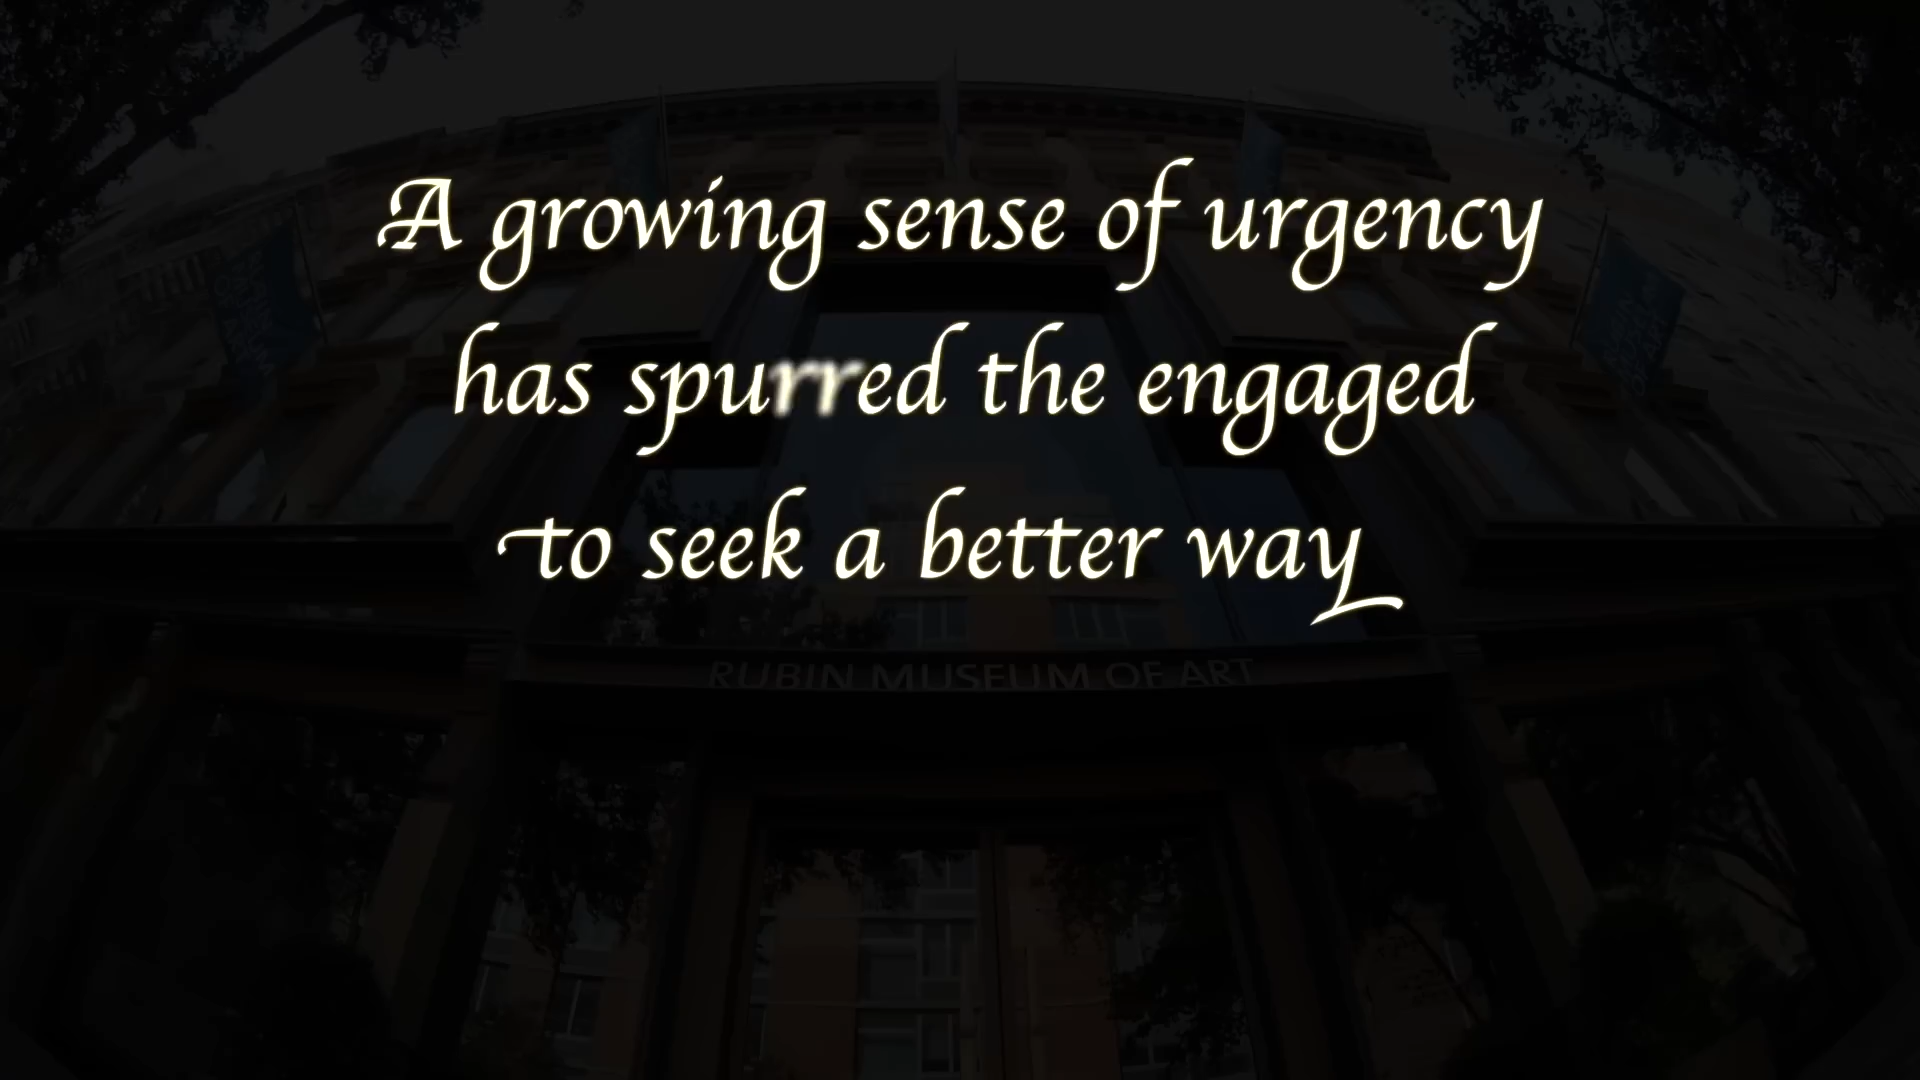 A growing sense of urgency
has spurred the engaged
to seek a better way
RUBIN MUSEUM OF ART